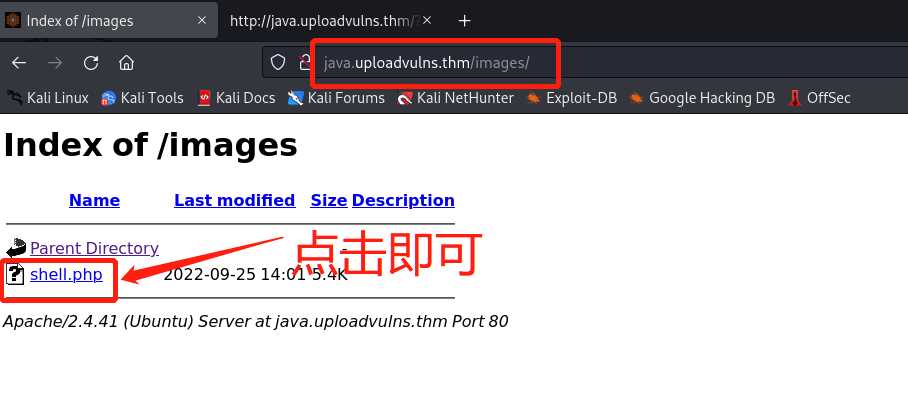 Index of /images
http://java.uploadvulns.thm/
java.uploadvulns.thm/images/
Kali Linux Kali Tools Kali Docs Kali Forums Kali NetHunter Exploit-DB Google Hacking DB OffSec
Index of /images
Name Last modified Size Description
Parent Directory -
shell.php 2022-09-25 14:01 5.4K
点击即可
Apache/2.4.41 (Ubuntu) Server at java.uploadvulns.thm Port 80